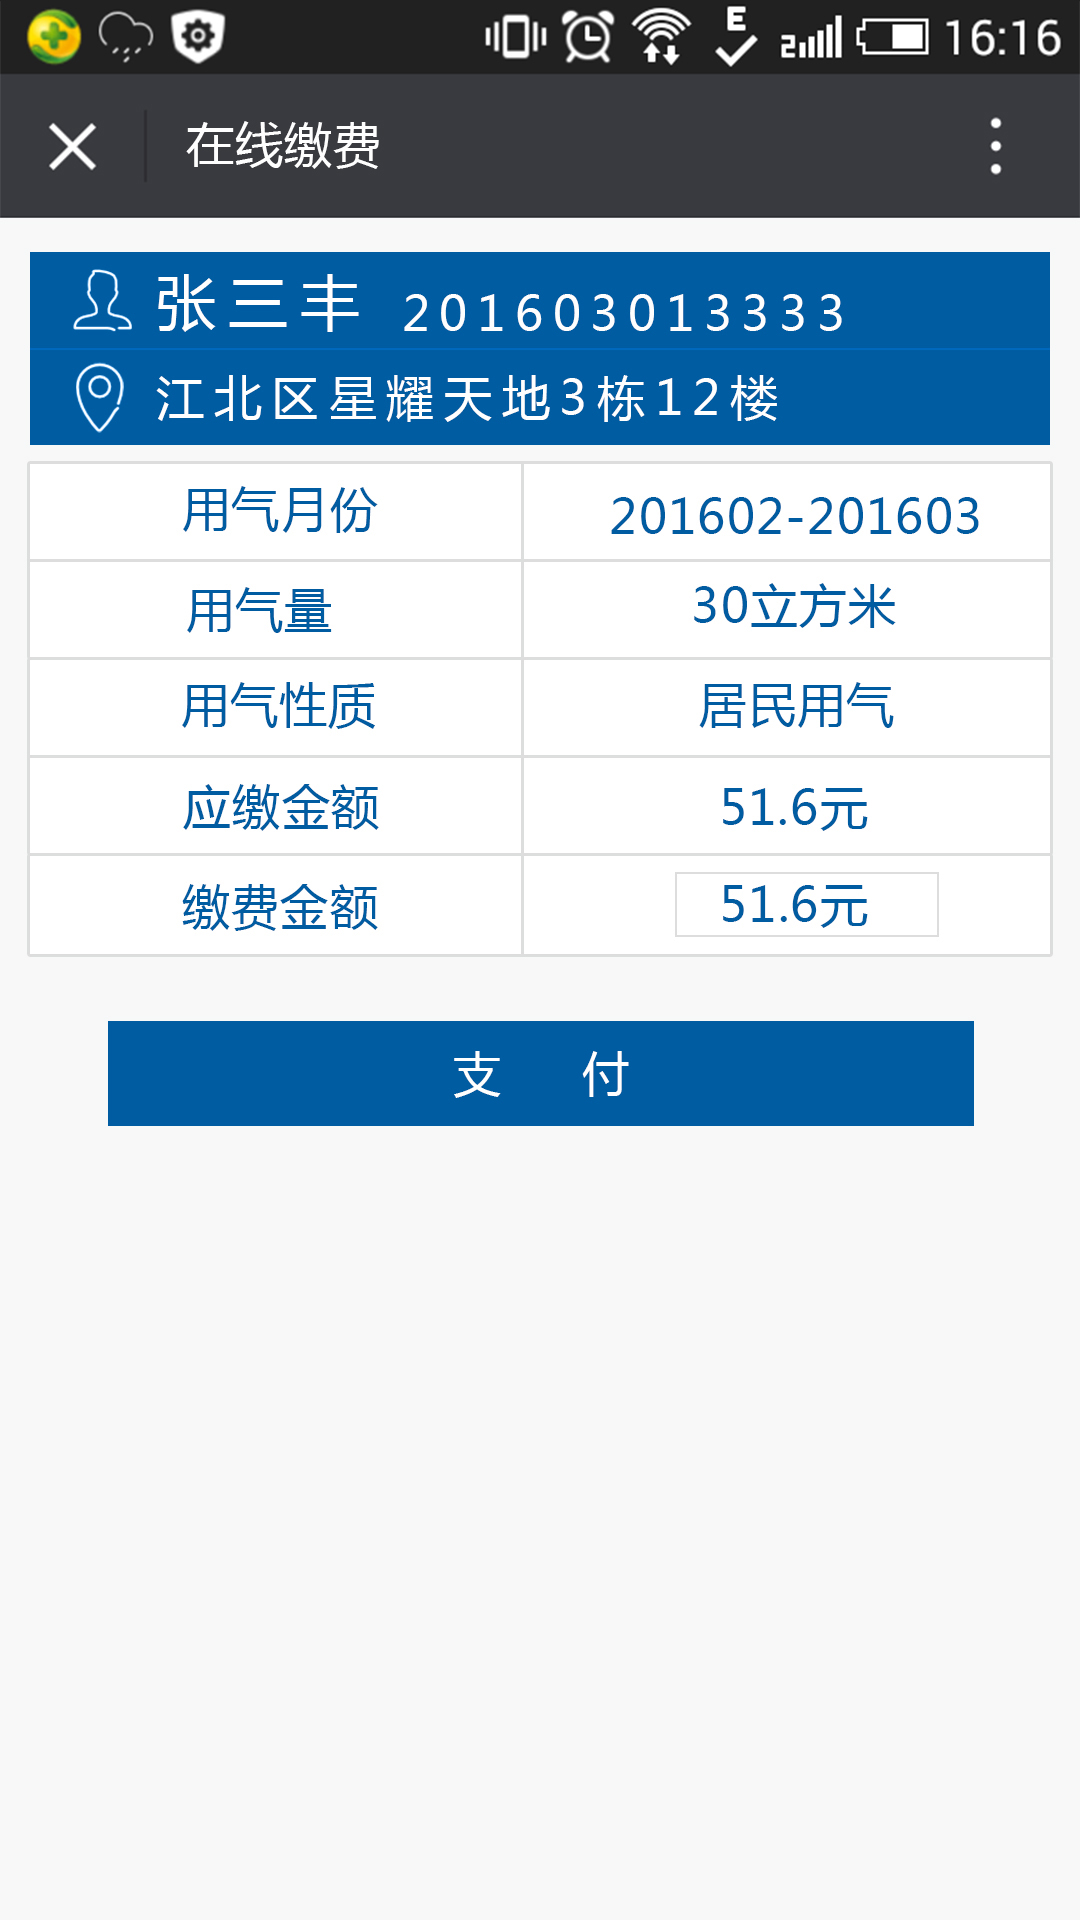 E 2 16:16
在线缴费
张三丰 201603013333
江北区星耀天地3栋12楼
用气月份 201602-201603
用气量 30立方米
用气性质 居民用气
应缴金额 51.6元
缴费金额 51.6元
支 付